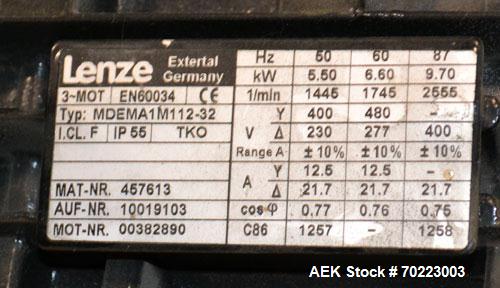 Lenze Extertal Germany
3~MOT EN60034 CE
Typ: MDEMA1M112-32
I.CL. F IP 55 TKO
MAT-NR. 457613
AUF-NR. 10019103
MOT-NR. 00382890
Hz 50 60 87
kW 5.50 6.60 9.70
1/min 1445 1745 2555
V Y 400 480 -
Δ 230 277 400
Range A ±10% ±10% ±10%
A Y 12.5 12.5 -
Δ 21.7 21.7 21.7
cos φ 0.77 0.76 0.75
C86 1257 - 1258
AEK Stock # 70223003